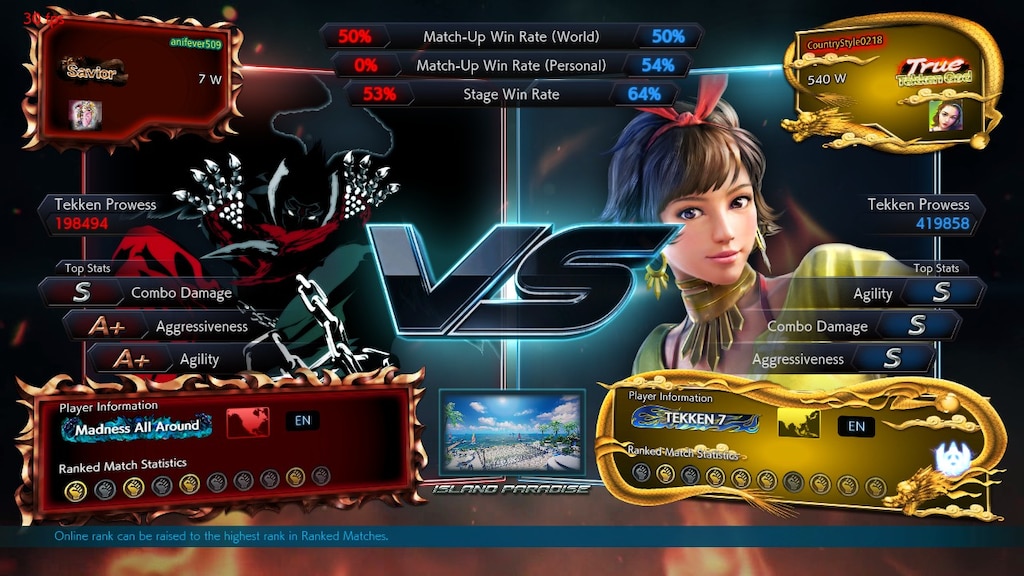 30 fps
anifever509
Savior
7 W
50% Match-Up Win Rate (World) 50%
0% Match-Up Win Rate (Personal) 54%
53% Stage Win Rate 64%
CountryStyle0218
540 W
True
Tekken God
Tekken Prowess
198494
Top Stats
S Combo Damage
A+ Aggressiveness
A+ Agility
VS
Tekken Prowess
419858
Top Stats
Agility S
Combo Damage S
Aggressiveness S
Player Information
Madness All Around
EN
Ranked Match Statistics
ISLAND PARADISE
Player Information
TEKKEN 7
EN
Ranked Match Statistics
Online rank can be raised to the highest rank in Ranked Matches.